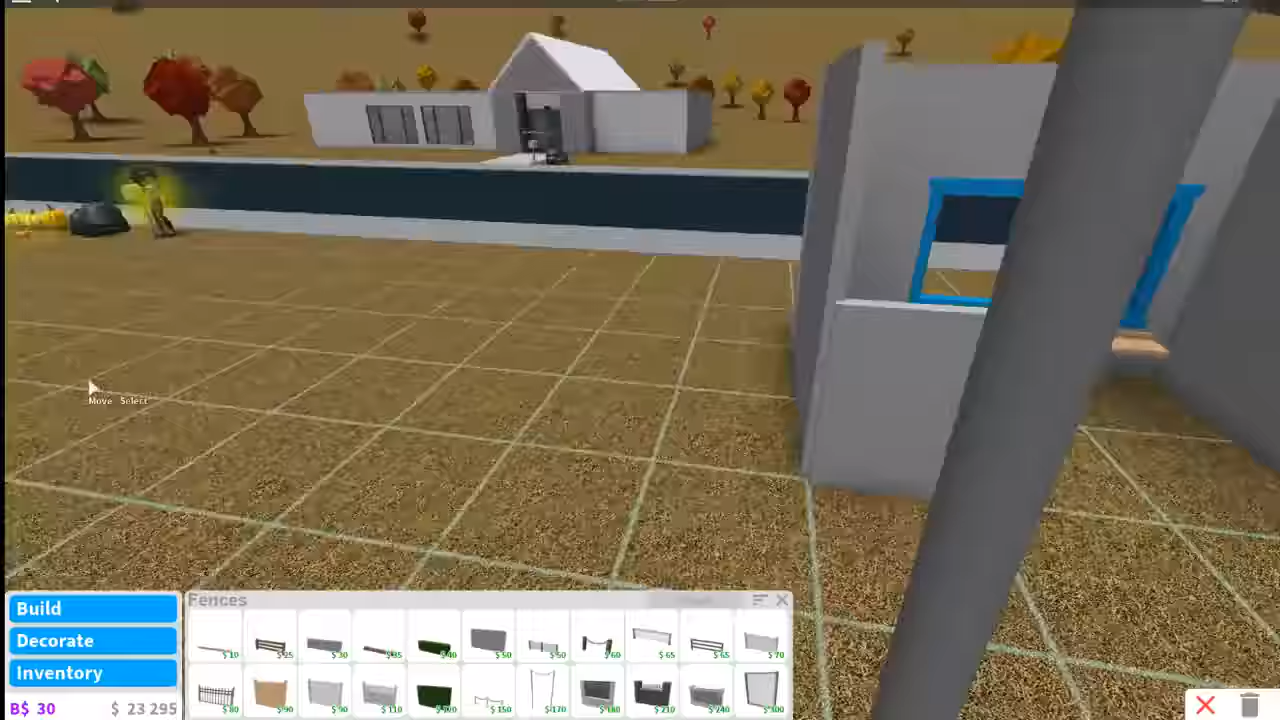 Move Select
Build
Decorate
Inventory
B$ 30 $ 23 295
Fences
$10 $25 $30 $35 $40 $50 $50 $60 $65 $65 $70
$80 $90 $90 $110 $120 $150 $170 $180 $210 $240 $300